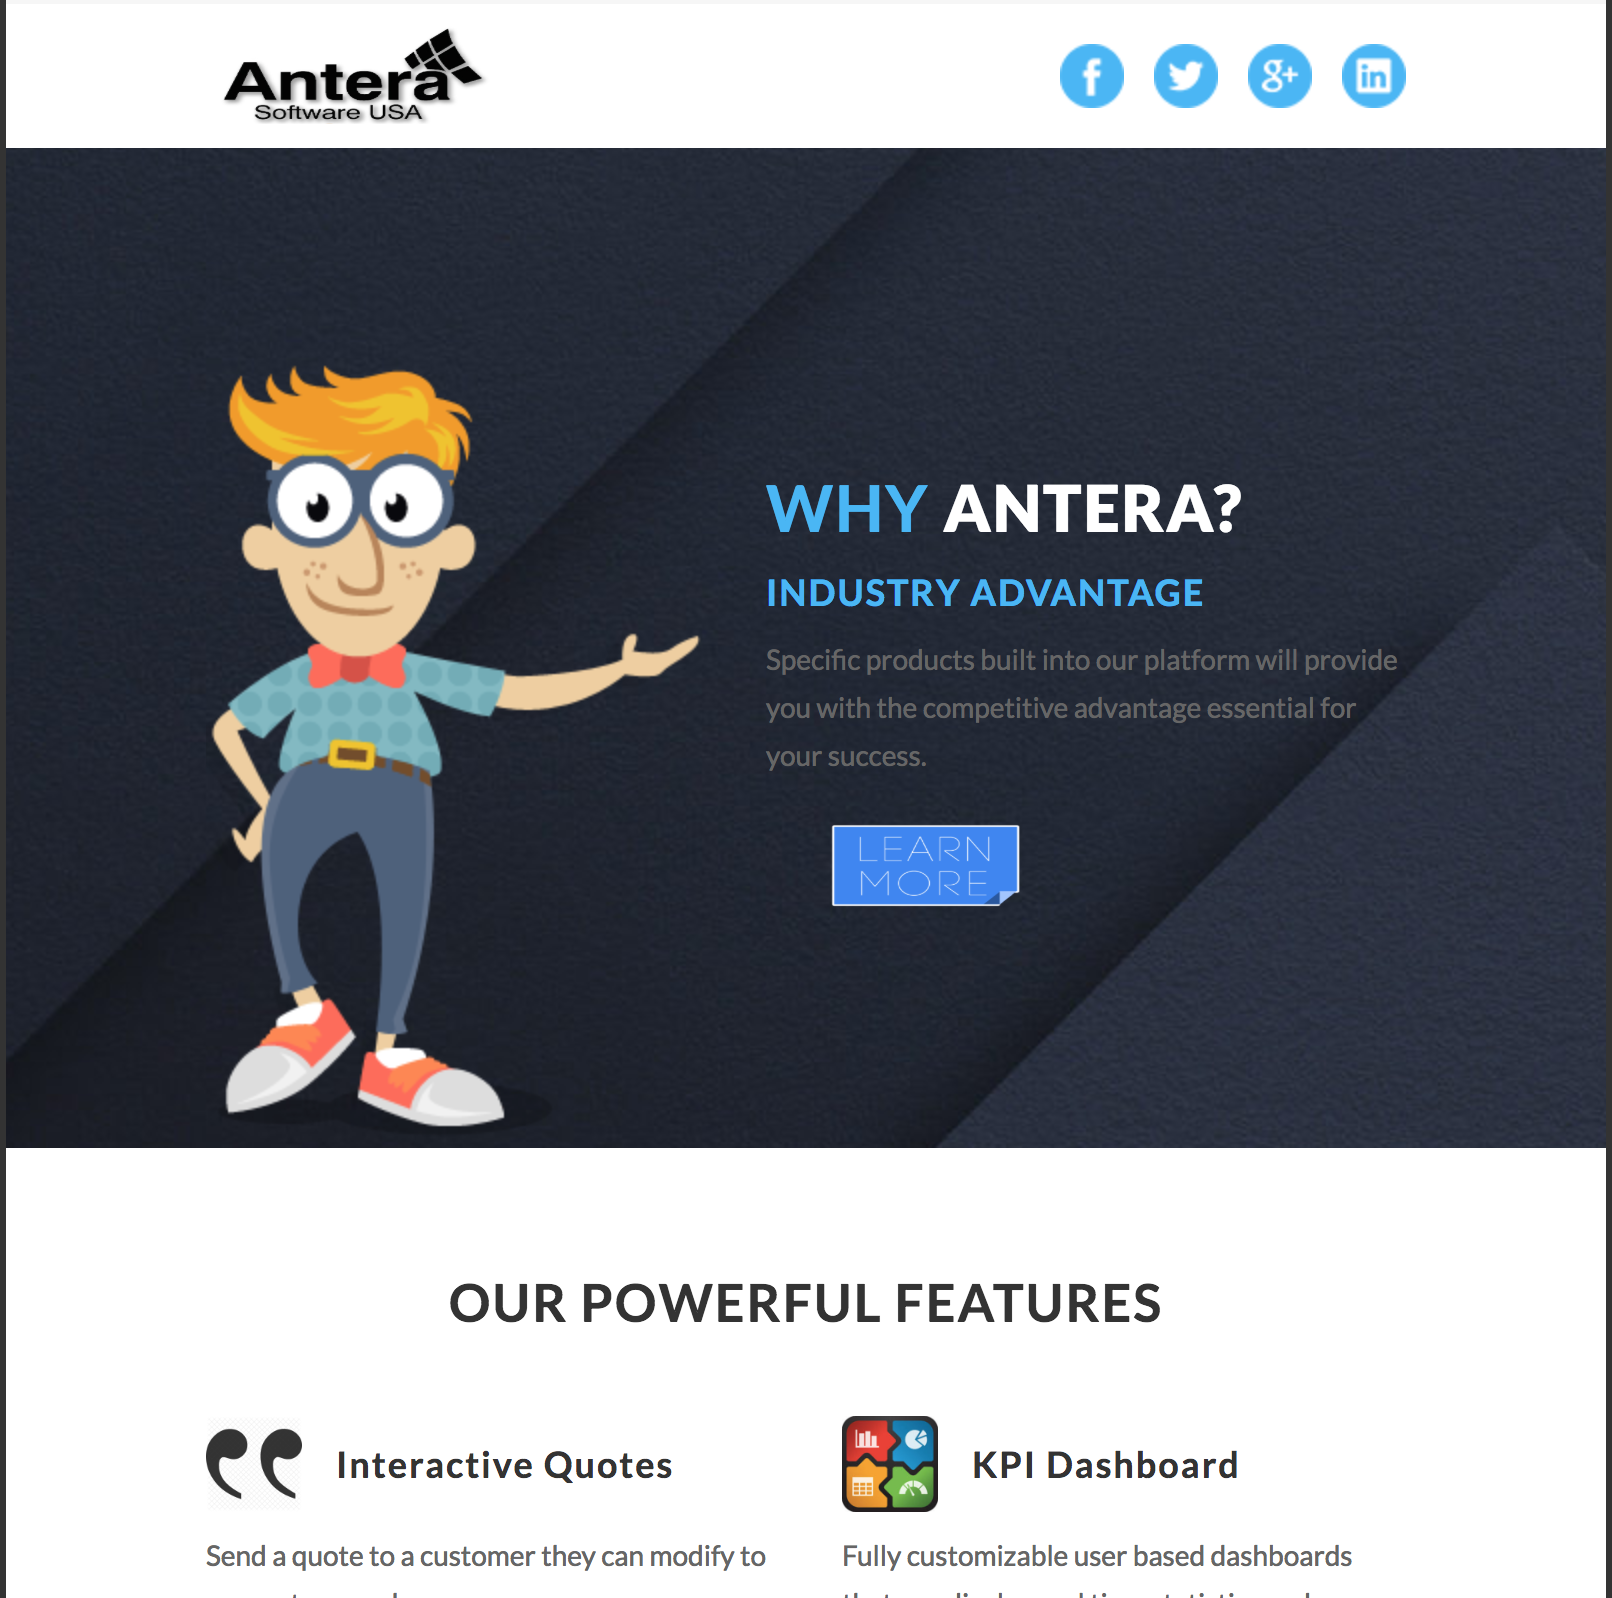 Antera
Software USA
f g+ in
WHY ANTERA?
INDUSTRY ADVANTAGE
Specific products built into our platform will provide
you with the competitive advantage essential for
your success.
LEARN
MORE
OUR POWERFUL FEATURES
Interactive Quotes
KPI Dashboard
Send a quote to a customer they can modify to
Fully customizable user based dashboards